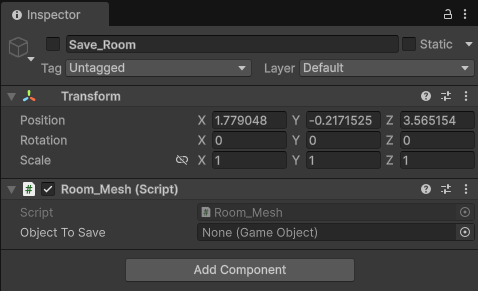 Inspector
Save_Room
Static
Tag Untagged Layer Default
Transform
Position X 1.779048 Y -0.2171525 Z 3.565154
Rotation X 0 Y 0 Z 0
Scale X 1 Y 1 Z 1
# Room_Mesh (Script)
Script # Room_Mesh
Object To Save None (Game Object)
Add Component